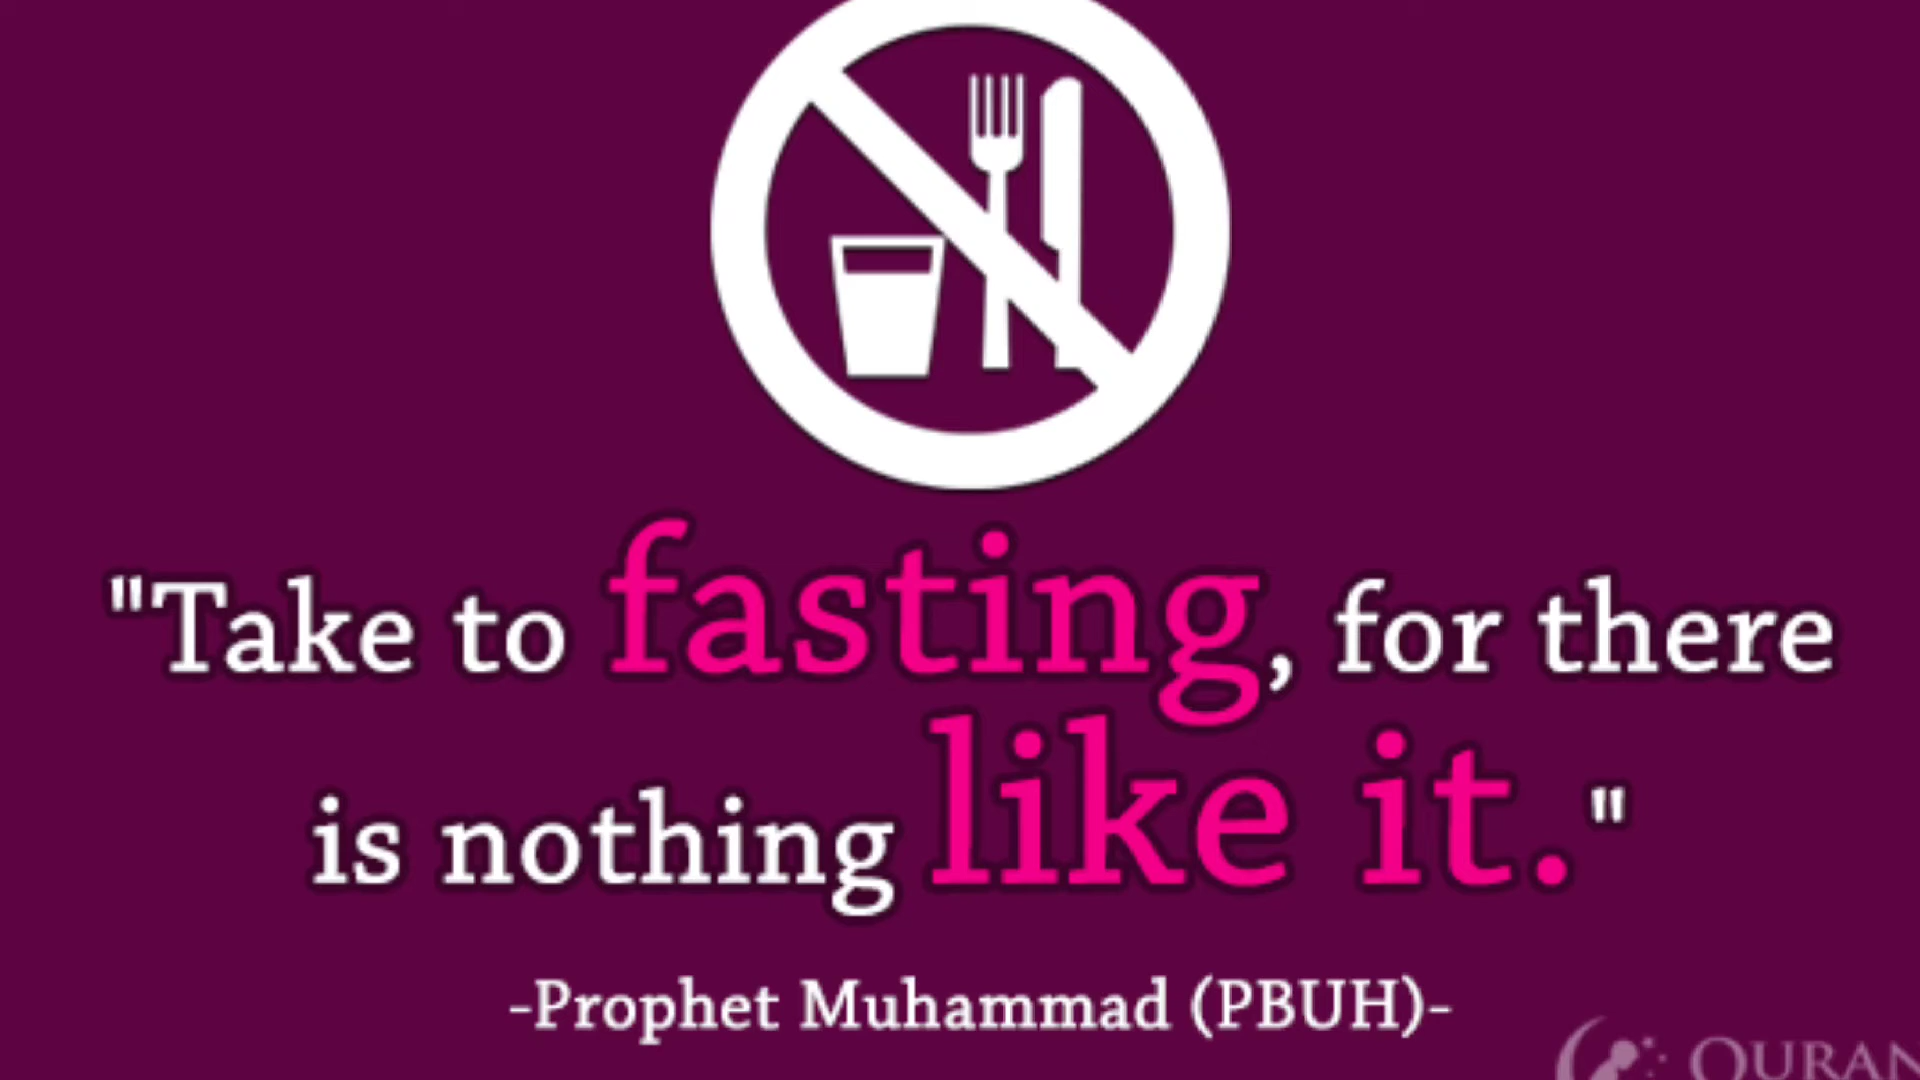 "Take to fasting, for there
is nothing like it."
-Prophet Muhammad (PBUH)-
QURAN